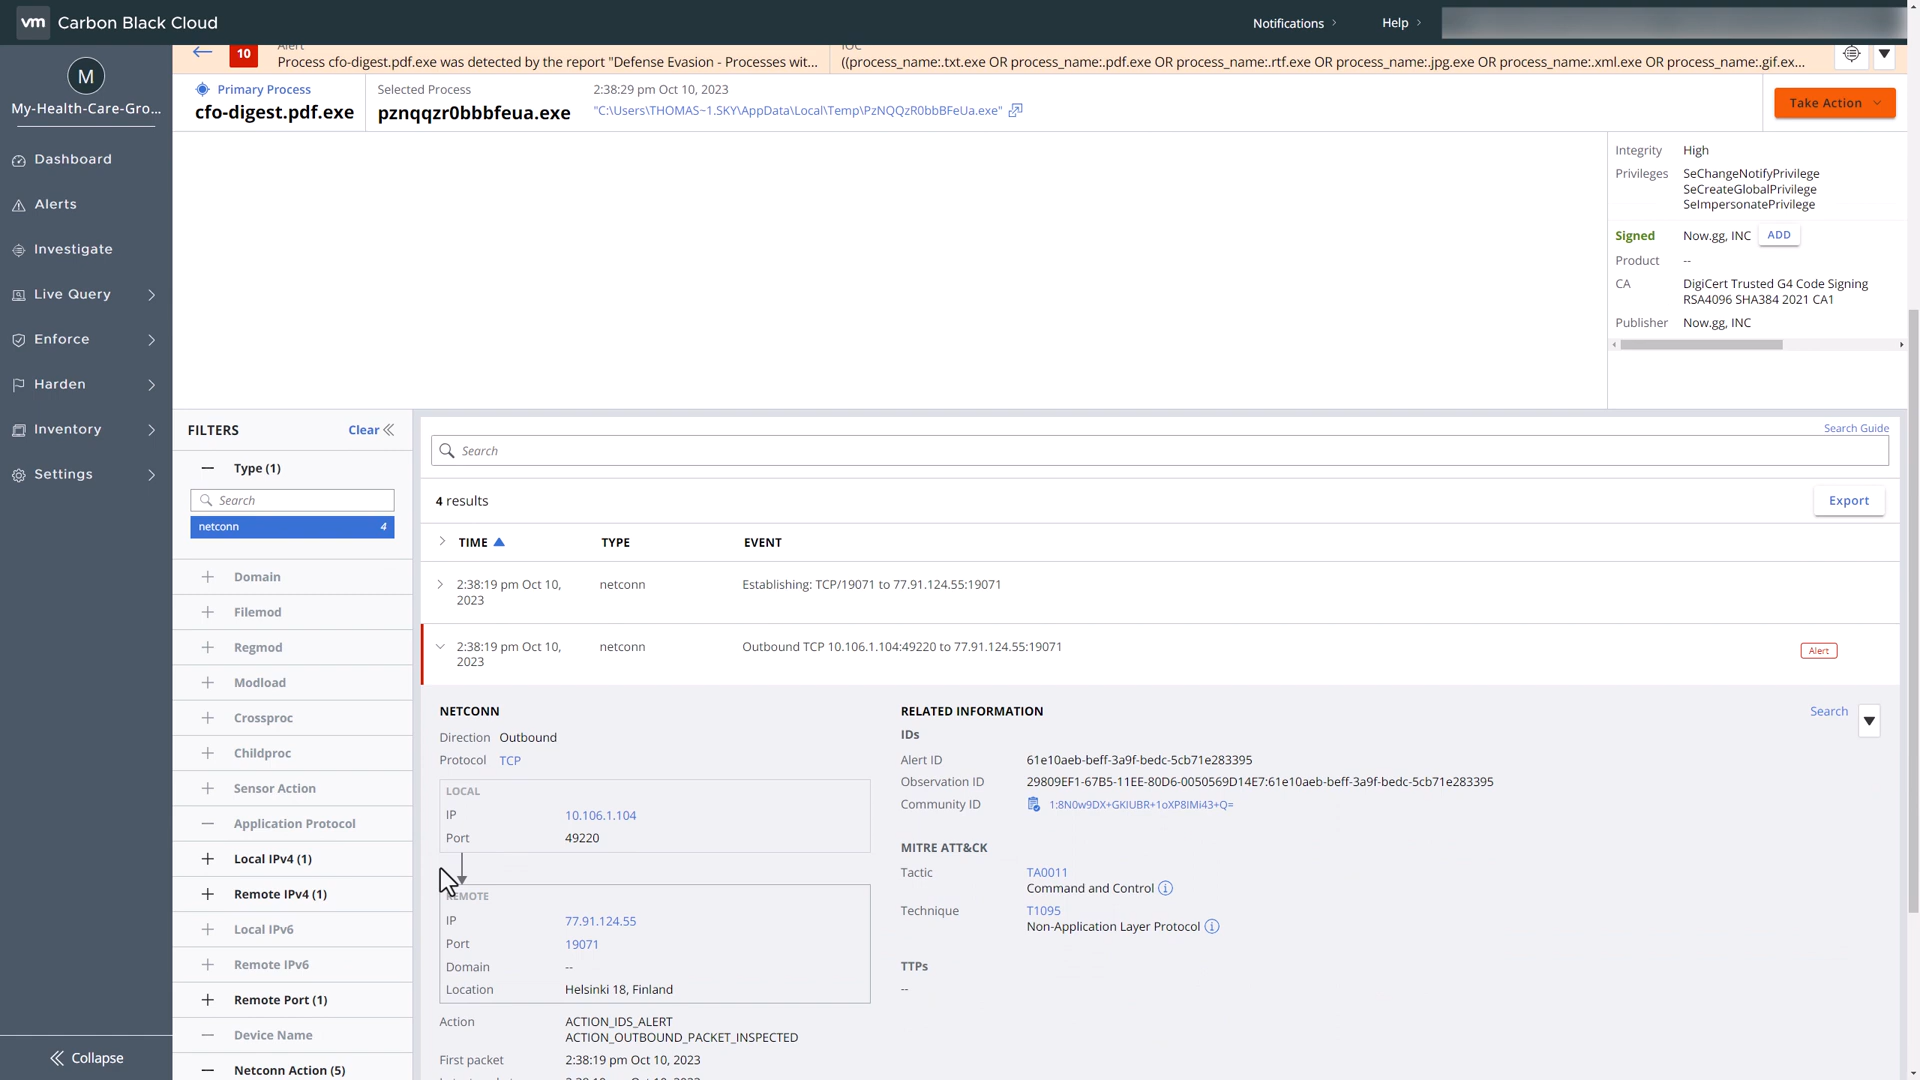 vm Carbon Black Cloud
Notifications
Help
M
My-Health-Care-Gro...
Dashboard
Alerts
Investigate
Live Query
Enforce
Harden
Inventory
Settings
Collapse
10
Alert
Process cfo-digest.pdf.exe was detected by the report "Defense Evasion - Processes wit...
IOC
((process_name:.txt.exe OR process_name:.pdf.exe OR process_name:.rtf.exe OR process_name:.jpg.exe OR process_name:.xml.exe OR process_name:.gif.ex...
Primary Process
cfo-digest.pdf.exe
Selected Process
pznqqzr0bbbfeua.exe
2:38:29 pm Oct 10, 2023
"C:\Users\THOMAS~1.SKY\AppData\Local\Temp\PzNQQzR0bbBFeUa.exe"
Take Action
Integrity High
Privileges SeChangeNotifyPrivilege
SeCreateGlobalPrivilege
SeImpersonatePrivilege
Signed Now.gg, INC ADD
Product --
CA DigiCert Trusted G4 Code Signing
RSA4096 SHA384 2021 CA1
Publisher Now.gg, INC
FILTERS Clear
Type (1)
Search
netconn 4
Domain
Filemod
Regmod
Modload
Crossproc
Childproc
Sensor Action
Application Protocol
Local IPv4 (1)
Remote IPv4 (1)
Local IPv6
Remote IPv6
Remote Port (1)
Device Name
Netconn Action (5)
Search Guide
Search
4 results
Export
TIME TYPE EVENT
2:38:19 pm Oct 10, netconn Establishing: TCP/19071 to 77.91.124.55:19071
2023
2:38:19 pm Oct 10, netconn Outbound TCP 10.106.1.104:49220 to 77.91.124.55:19071 Alert
2023
NETCONN
Direction Outbound
Protocol TCP
LOCAL
IP 10.106.1.104
Port 49220
REMOTE
IP 77.91.124.55
Port 19071
Domain --
Location Helsinki 18, Finland
Action ACTION_IDS_ALERT
ACTION_OUTBOUND_PACKET_INSPECTED
First packet 2:38:19 pm Oct 10, 2023
RELATED INFORMATION
Search
IDs
Alert ID 61e10aeb-beff-3a9f-bedc-5cb71e283395
Observation ID 29809EF1-67B5-11EE-80D6-0050569D14E7:61e10aeb-beff-3a9f-bedc-5cb71e283395
Community ID 1:8N0w9DX+GKIUBR+1oXP8IMi43+Q=
MITRE ATT&CK
Tactic TA0011
Command and Control
Technique T1095
Non-Application Layer Protocol
TTPs
--